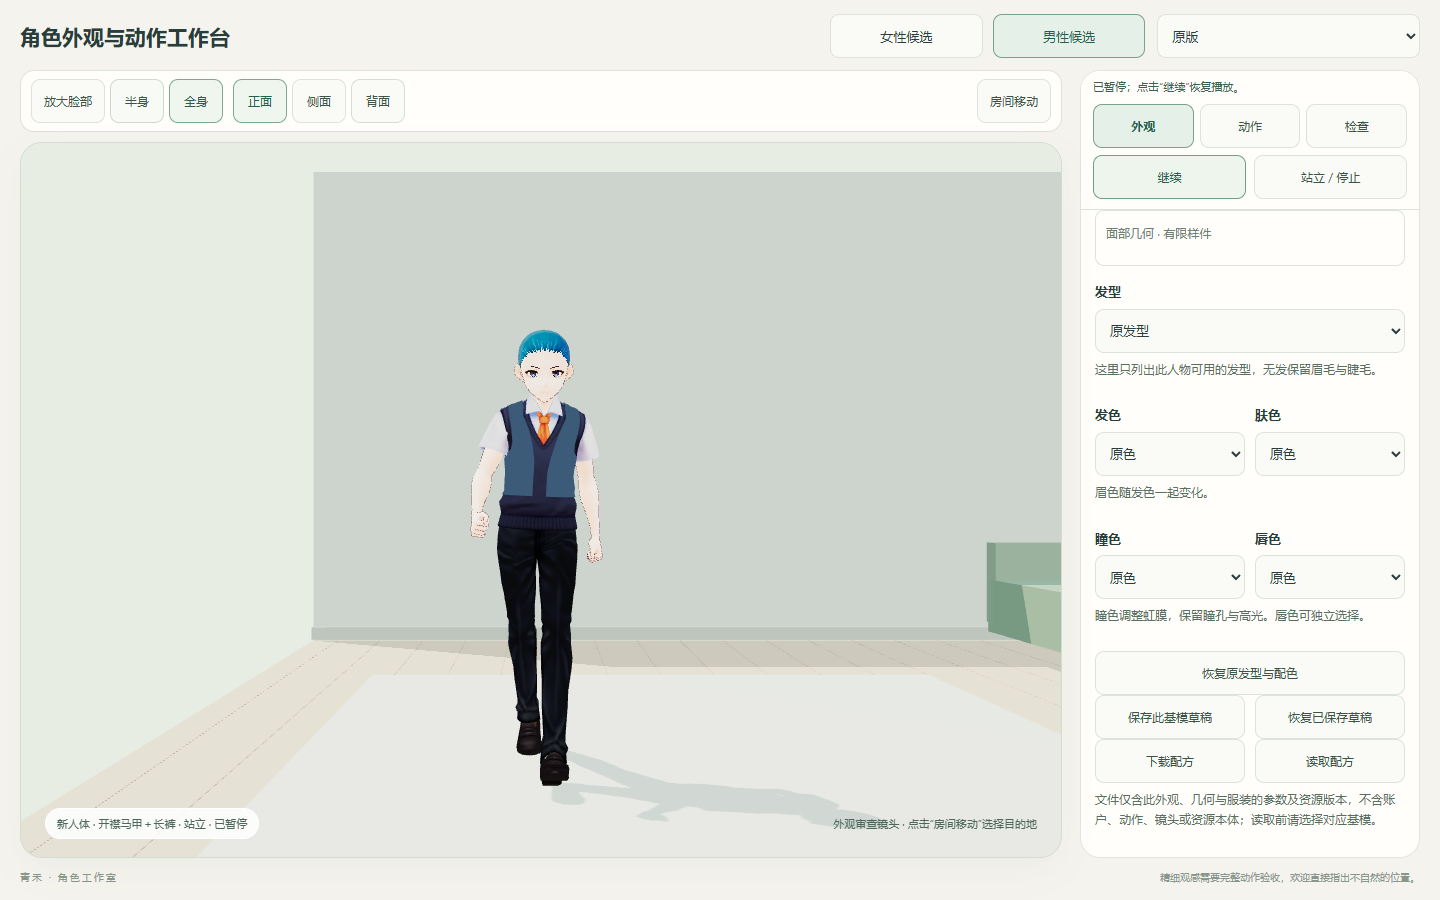 角色外观与动作工作台
女性候选
男性候选
原版
放大脸部
半身
全身
正面
侧面
背面
房间移动
已暂停；点击“继续”恢复播放。
外观
动作
检查
继续
站立 / 停止
面部几何 · 有限样件
发型
原发型
这里只列出此人物可用的发型，无发保留眉毛与睫毛。
发色
肤色
原色
原色
眉色随发色一起变化。
瞳色
唇色
原色
原色
瞳色调整虹膜，保留瞳孔与高光。唇色可独立选择。
恢复原发型与配色
保存此基模草稿
恢复已保存草稿
下载配方
读取配方
文件仅含此外观、几何与服装的参数及资源版本，不含账
户、动作、镜头或资源本体；读取前请选择对应基模。
新人体 · 开襟马甲 + 长裤 · 站立 · 已暂停
外观审查镜头 · 点击“房间移动”选择目的地
青禾 · 角色工作室
精细观感需要完整动作验收，欢迎直接指出不自然的位置。